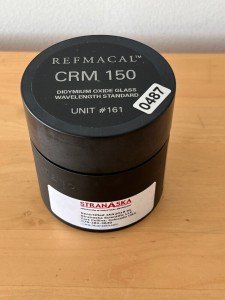 REFMACAL™
CRM 150
DIDYMIUM OXIDE GLASS
WAVELENGTH STANDARD
UNIT #161
0487
STRANASKA